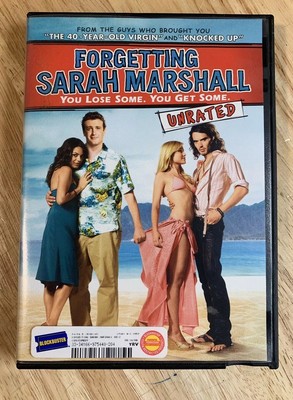 FROM THE GUYS WHO BROUGHT YOU
"THE 40-YEAR-OLD VIRGIN" AND "KNOCKED UP"
FORGETTING
SARAH MARSHALL
YOU LOSE SOME. YOU GET SOME.
UNRATED
BLOCKBUSTER
YRV